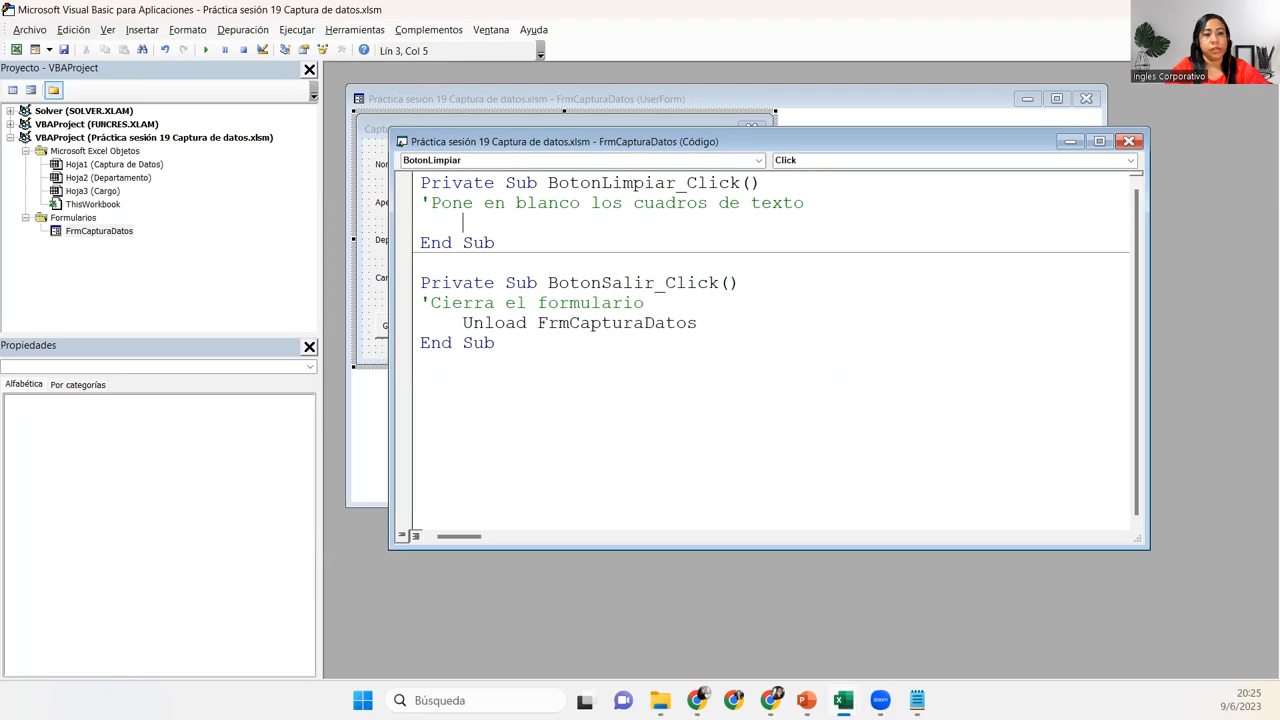 Microsoft Visual Basic para Aplicaciones - Práctica sesión 19 Captura de datos.xlsm
Archivo Edición Ver Insertar Formato Depuración Ejecutar Herramientas Complementos Ventana Ayuda
Lín 3, Col 5
Ingles Corporativo
Proyecto - VBAProject
Solver (SOLVER.XLAM)
VBAProject (FUNCRES.XLAM)
VBAProject (Práctica sesión 19 Captura de datos.xlsm)
Microsoft Excel Objetos
Hoja1 (Captura de Datos)
Hoja2 (Departamento)
Hoja3 (Cargo)
ThisWorkbook
Formularios
FrmCapturaDatos
Propiedades
Alfabética Por categorías
Práctica sesión 19 Captura de datos.xlsm - FrmCapturaDatos (UserForm)
Captu
Nom
Ape
Dep
Car
G
Práctica sesión 19 Captura de datos.xlsm - FrmCapturaDatos (Código)
BotonLimpiar Click
Private Sub BotonLimpiar_Click()
'Pone en blanco los cuadros de texto
End Sub
Private Sub BotonSalir_Click()
'Cierra el formulario
Unload FrmCapturaDatos
End Sub
Búsqueda
20:25
9/6/2023